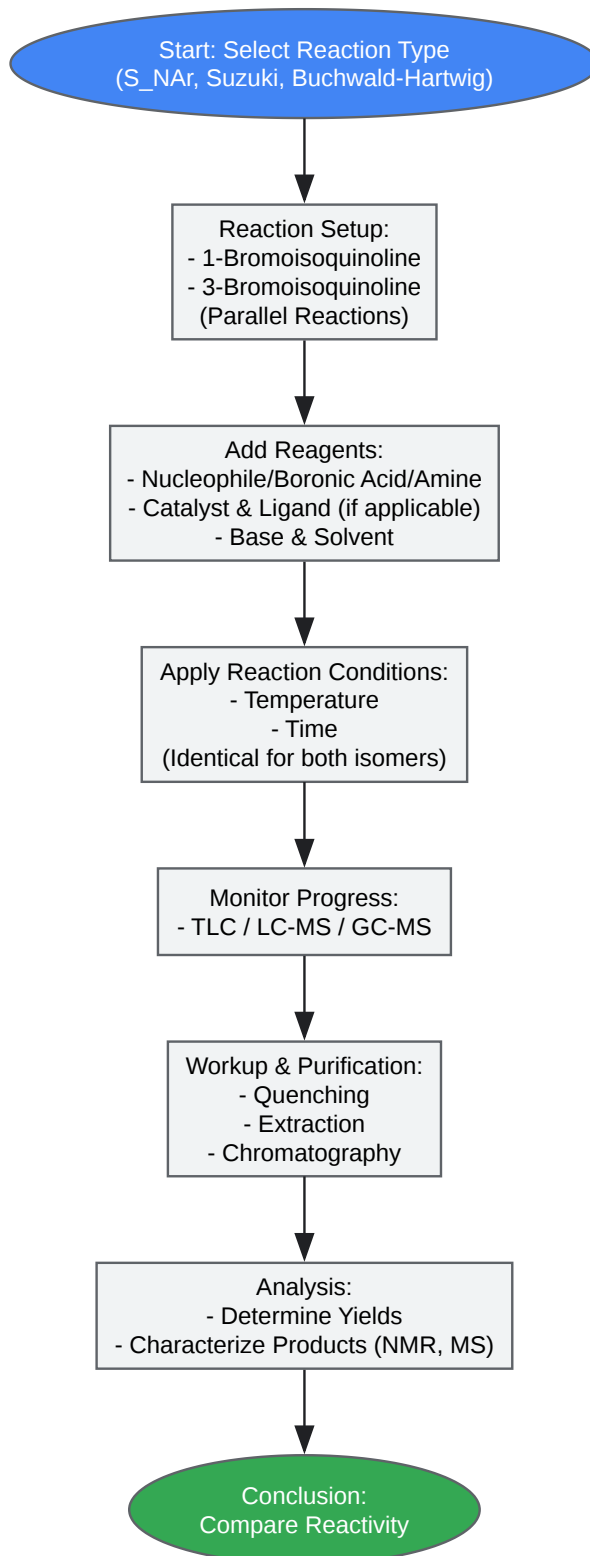 Start: Select Reaction Type
(S_NAr, Suzuki, Buchwald-Hartwig)
Reaction Setup:
- 1-Bromoisoquinoline
- 3-Bromoisoquinoline
(Parallel Reactions)
Add Reagents:
- Nucleophile/Boronic Acid/Amine
- Catalyst & Ligand (if applicable)
- Base & Solvent
Apply Reaction Conditions:
- Temperature
- Time
(Identical for both isomers)
Monitor Progress:
- TLC / LC-MS / GC-MS
Workup & Purification:
- Quenching
- Extraction
- Chromatography
Analysis:
- Determine Yields
- Characterize Products (NMR, MS)
Conclusion:
Compare Reactivity